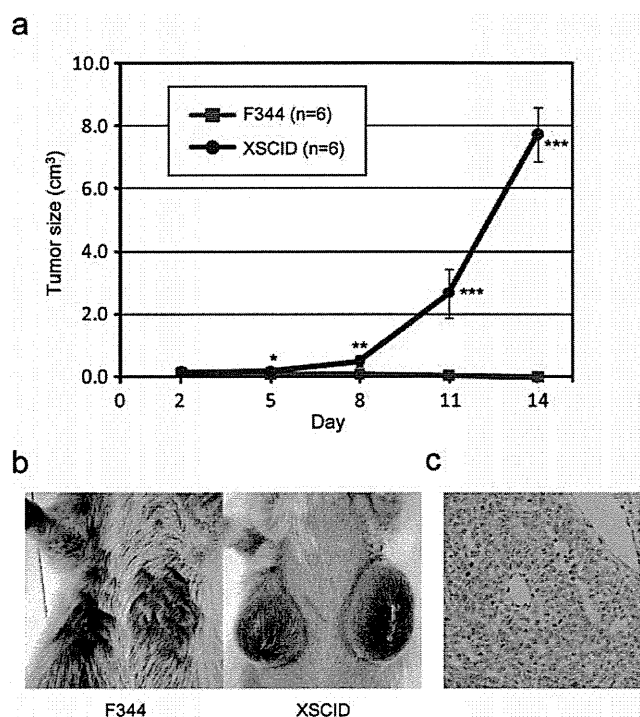 a
10.0
8.0
6.0
4.0
2.0
0.0
Tumor size (cm³)
F344 (n=6)
XSCID (n=6)
*
**
***
***
0 2 5 8 11 14
Day
b
c
F344
XSCID